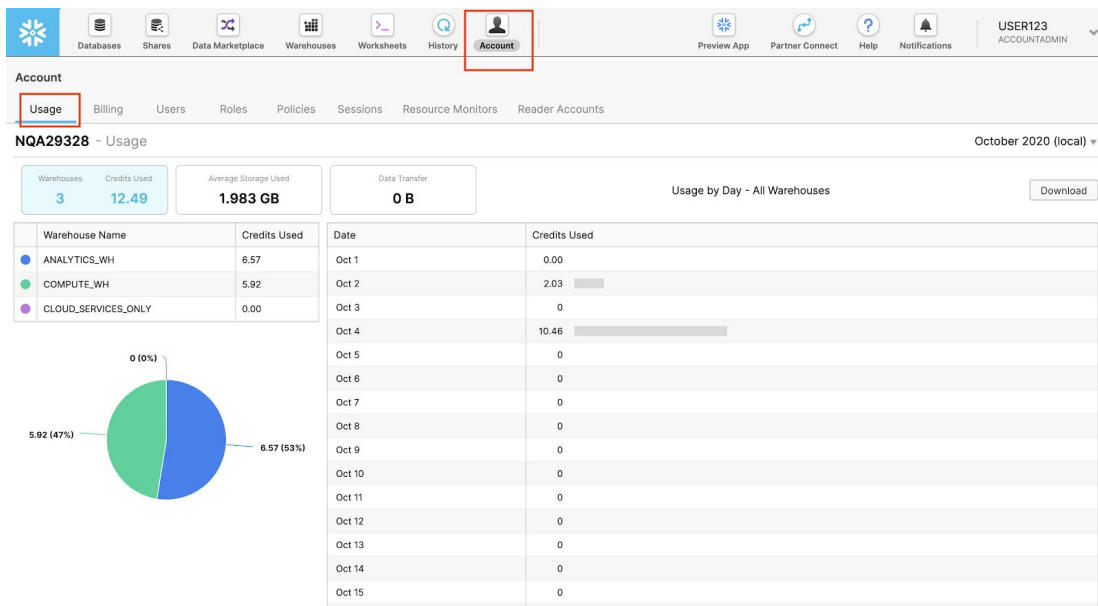 Databases Shares Data Marketplace Warehouses Worksheets History Account Preview App Partner Connect Help Notifications
USER123
ACCOUNTADMIN
Account
Usage Billing Users Roles Policies Sessions Resource Monitors Reader Accounts
NQA29328 - Usage
October 2020 (local)
Warehouses Credits Used
3 12.49
Average Storage Used
1.983 GB
Data Transfer
0 B
Usage by Day - All Warehouses
Download
Warehouse Name Credits Used
ANALYTICS_WH 6.57
COMPUTE_WH 5.92
CLOUD_SERVICES_ONLY 0.00
0 (0%)
5.92 (47%)
6.57 (53%)
Date Credits Used
Oct 1 0.00
Oct 2 2.03
Oct 3 0
Oct 4 10.46
Oct 5 0
Oct 6 0
Oct 7 0
Oct 8 0
Oct 9 0
Oct 10 0
Oct 11 0
Oct 12 0
Oct 13 0
Oct 14 0
Oct 15 0